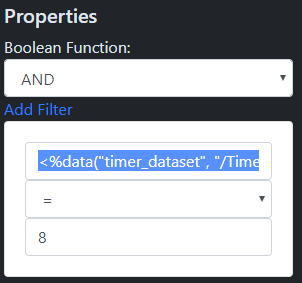 Properties
Boolean Function:
AND
Add Filter
<%data("timer_dataset", "/Time
=
8